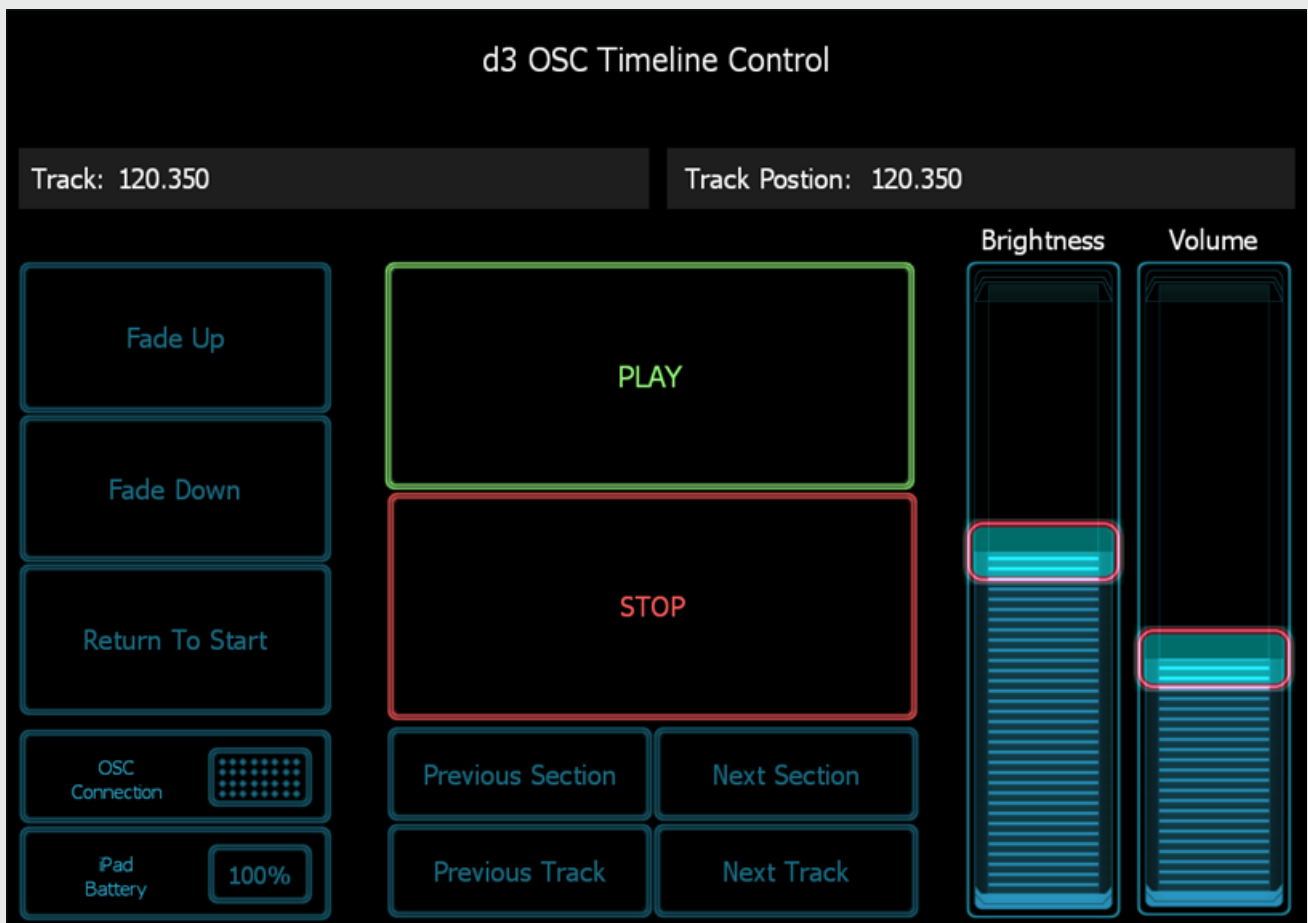 d3 OSC Timeline Control
Track: 120.350
Track Postion: 120.350
Brightness
Volume
Fade Up
PLAY
Fade Down
STOP
Return To Start
OSC
Connection
Previous Section
Next Section
iPad
Battery
100%
Previous Track
Next Track